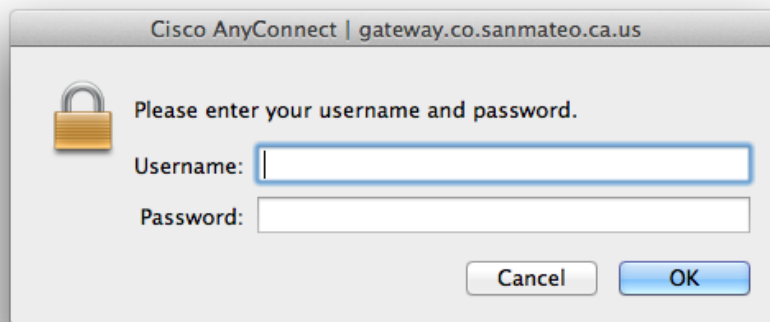 Cisco AnyConnect | gateway.co.sanmateo.ca.us
Please enter your username and password.
Username:
Password:
Cancel
OK